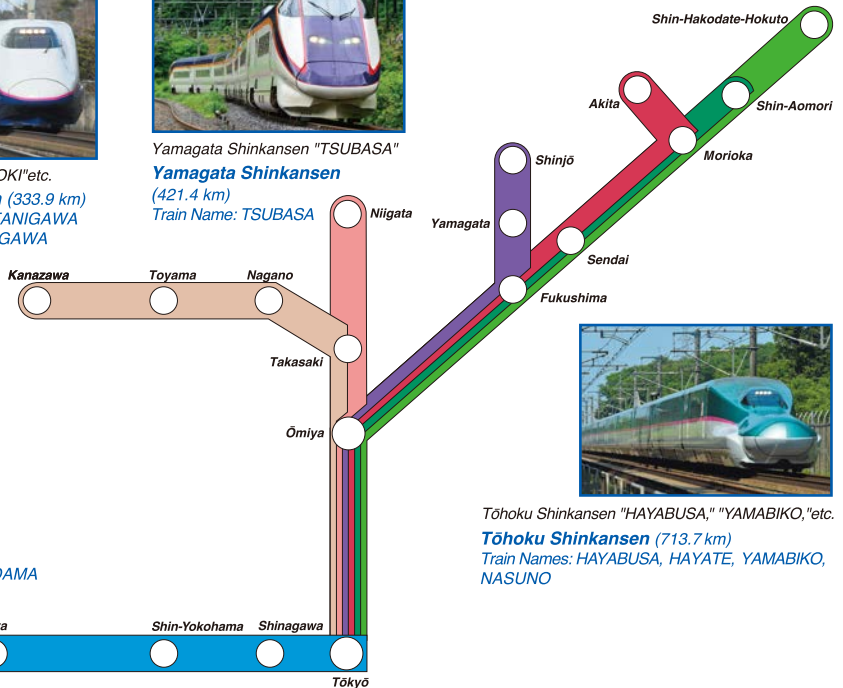 OKI"etc.
(333.9 km)
TANIGAWA
GAWA
Yamagata Shinkansen "TSUBASA"
Yamagata Shinkansen
(421.4 km)
Train Name: TSUBASA
Shin-Hakodate-Hokuto
Akita
Shin-Aomori
Morioka
Shinjō
Yamagata
Sendai
Fukushima
Niigata
Kanazawa
Toyama
Nagano
Takasaki
Ōmiya
Tōhoku Shinkansen "HAYABUSA," "YAMABIKO,"etc.
Tōhoku Shinkansen (713.7 km)
Train Names: HAYABUSA, HAYATE, YAMABIKO,
NASUNO
DAMA
Shin-Yokohama
Shinagawa
Tōkyō